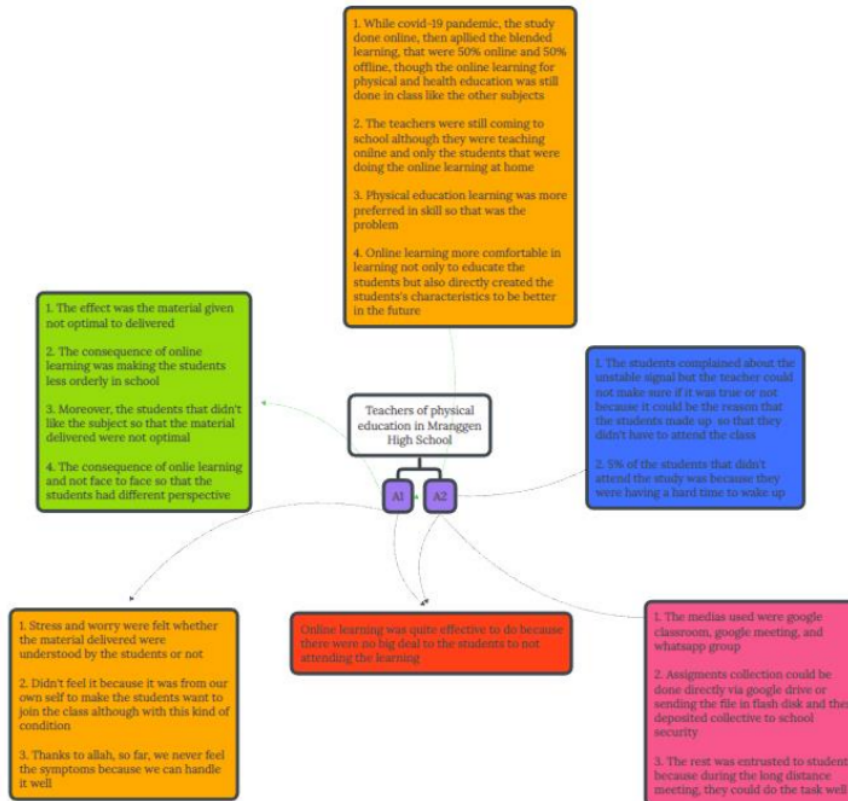 1. While covid-19 pandemic, the study
done online, then apllied the blended
learning, that were 50% online and 50%
offline, though the online learning for
physical and health education was still
done in class like the other subjects
2. The teachers were still coming to
school although they were teaching
onilne and only the students that were
doing the online learning at home
3. Physical education learning was more
preferred in skill so that was the
problem
4. Online learning more comfortable in
learning not only to educate the
students but also directly created the
students's characteristics to be better
in the future
1. The effect was the material given
not optimal to delivered
2. The consequence of online
learning was making the students
less orderly in school
3. Moreover, the students that didn't
like the subject so that the material
delivered were not optimal
4. The consequence of onlie learning
and not face to face so that the
students had different perspective
Teachers of physical
education in Mranggen
High School
A1
A2
1. The students complained about the
unstable signal but the teacher could
not make sure if it was true or not
because it could be the reason that
the students made up so that they
didn't have to attend the class
2. 5% of the students that didn't
attend the study was because they
were having a hard time to wake up
1. Stress and worry were felt whether
the material delivered were
understood by the students or not
2. Didn't feel it because it was from our
own self to make the students want to
join the class although with this kind of
condition
3. Thanks to allah, so far, we never feel
the symptoms because we can handle
it well
Online learning was quite effective to do because
there were no big deal to the students to not
attending the learning
1. The medias used were google
classroom, google meeting, and
whatsapp group
2. Assigments collection could be
done directly via google drive or
sending the file in flash disk and then
deposited collective to school
security
3. The rest was entrusted to student
because during the long distance
meeting, they could do the task well